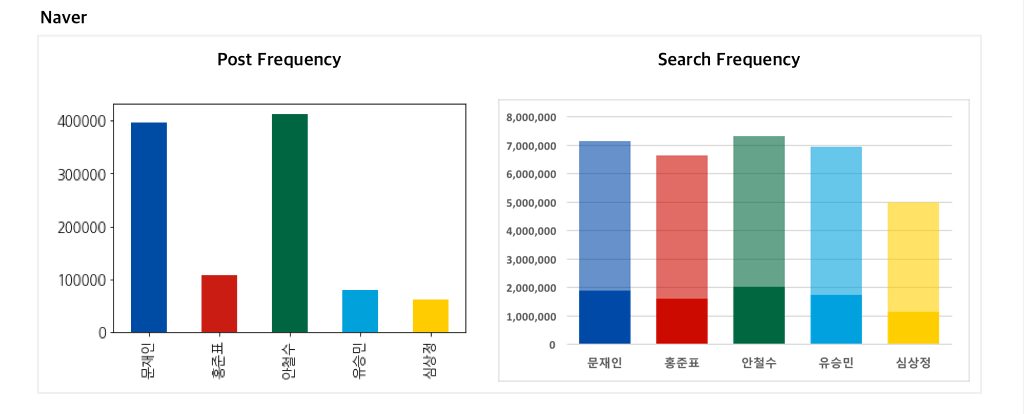 Naver
Post Frequency
400000
300000
200000
100000
0
문재인
홍준표
안철수
유승민
심상정
Search Frequency
8,000,000
7,000,000
6,000,000
5,000,000
4,000,000
3,000,000
2,000,000
1,000,000
0
문재인 홍준표 안철수 유승민 심상정